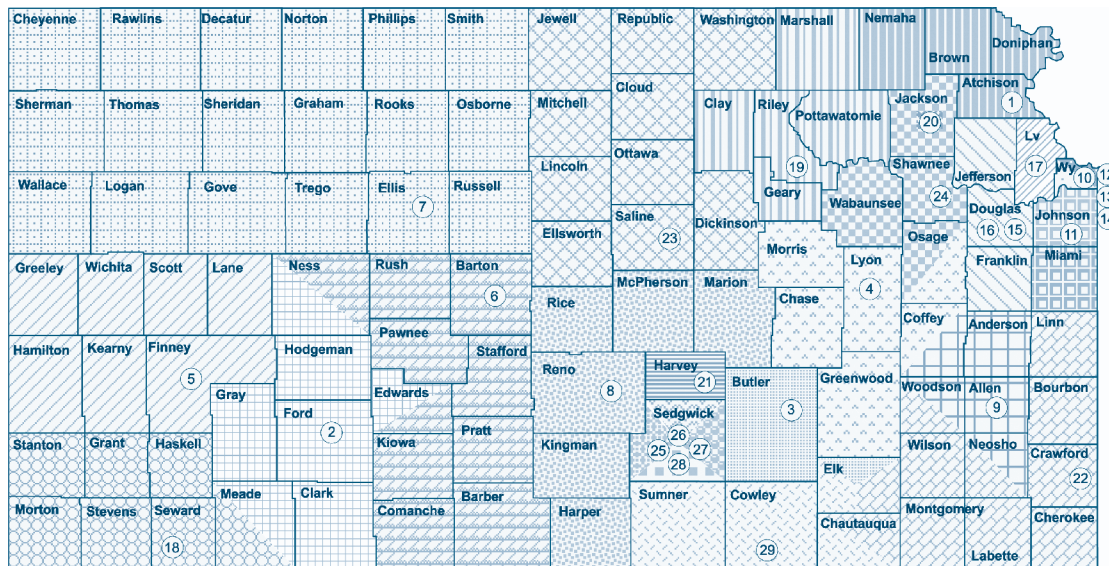 Cheyenne Rawlins Decatur Norton Phillips Smith Jewell Republic Washington Marshall Nemaha
Brown Doniphan
Sherman Thomas Sheridan Graham Rooks Osborne Mitchell Cloud Clay Riley Pottawatomie Jackson Atchison
20 1
Lincoln Ottawa 19 Shawnee Jefferson Lv
17
Wallace Logan Gove Trego Ellis Russell Geary Wabaunsee 24 Wy 10 12
7
13
Ellsworth Saline Dickinson Douglas Johnson
23 16 15 11 14
Morris Osage
Greeley Wichita Scott Lane Ness Rush Barton Lyon Franklin Miami
6 4
Rice McPherson Marion Chase
Pawnee Coffey Anderson Linn
Hamilton Kearny Finney Hodgeman Stafford
5 Reno Harvey
8 21
Gray Edwards Butler Greenwood Woodson Allen Bourbon
3 9
Ford Sedgwick
2 26
25 27
28
Stanton Grant Haskell Kiowa Pratt Kingman Wilson Neosho Crawford
22
Elk
Meade Clark Barber Sumner Cowley
Morton Stevens Seward Comanche Harper Chautauqua Montgomery Cherokee
18 29
Labette